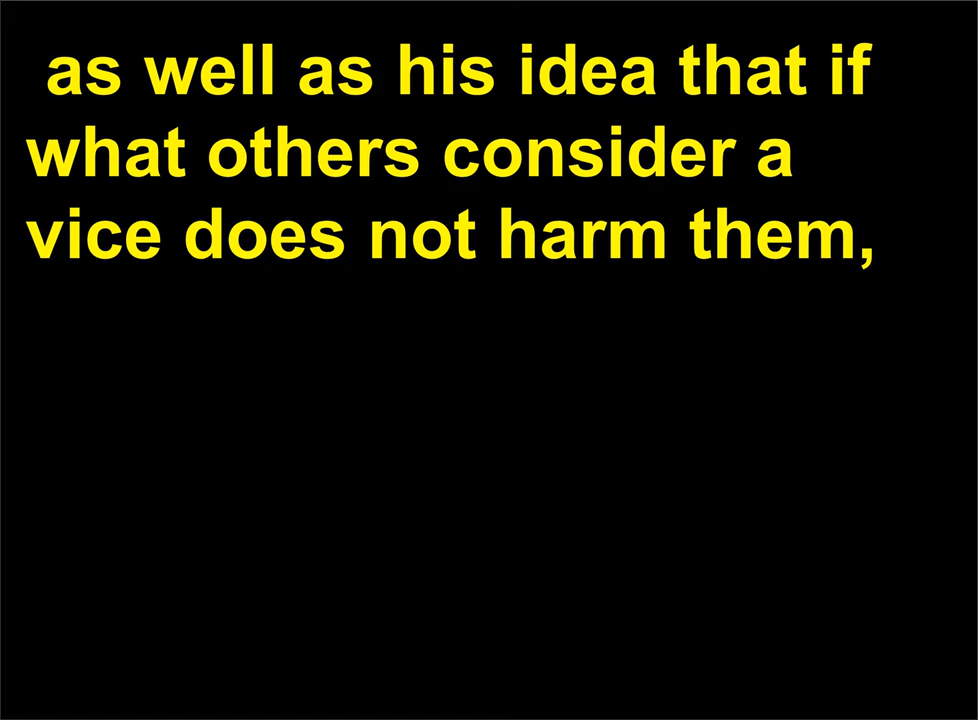 as well as his idea that if
what others consider a
vice does not harm them,